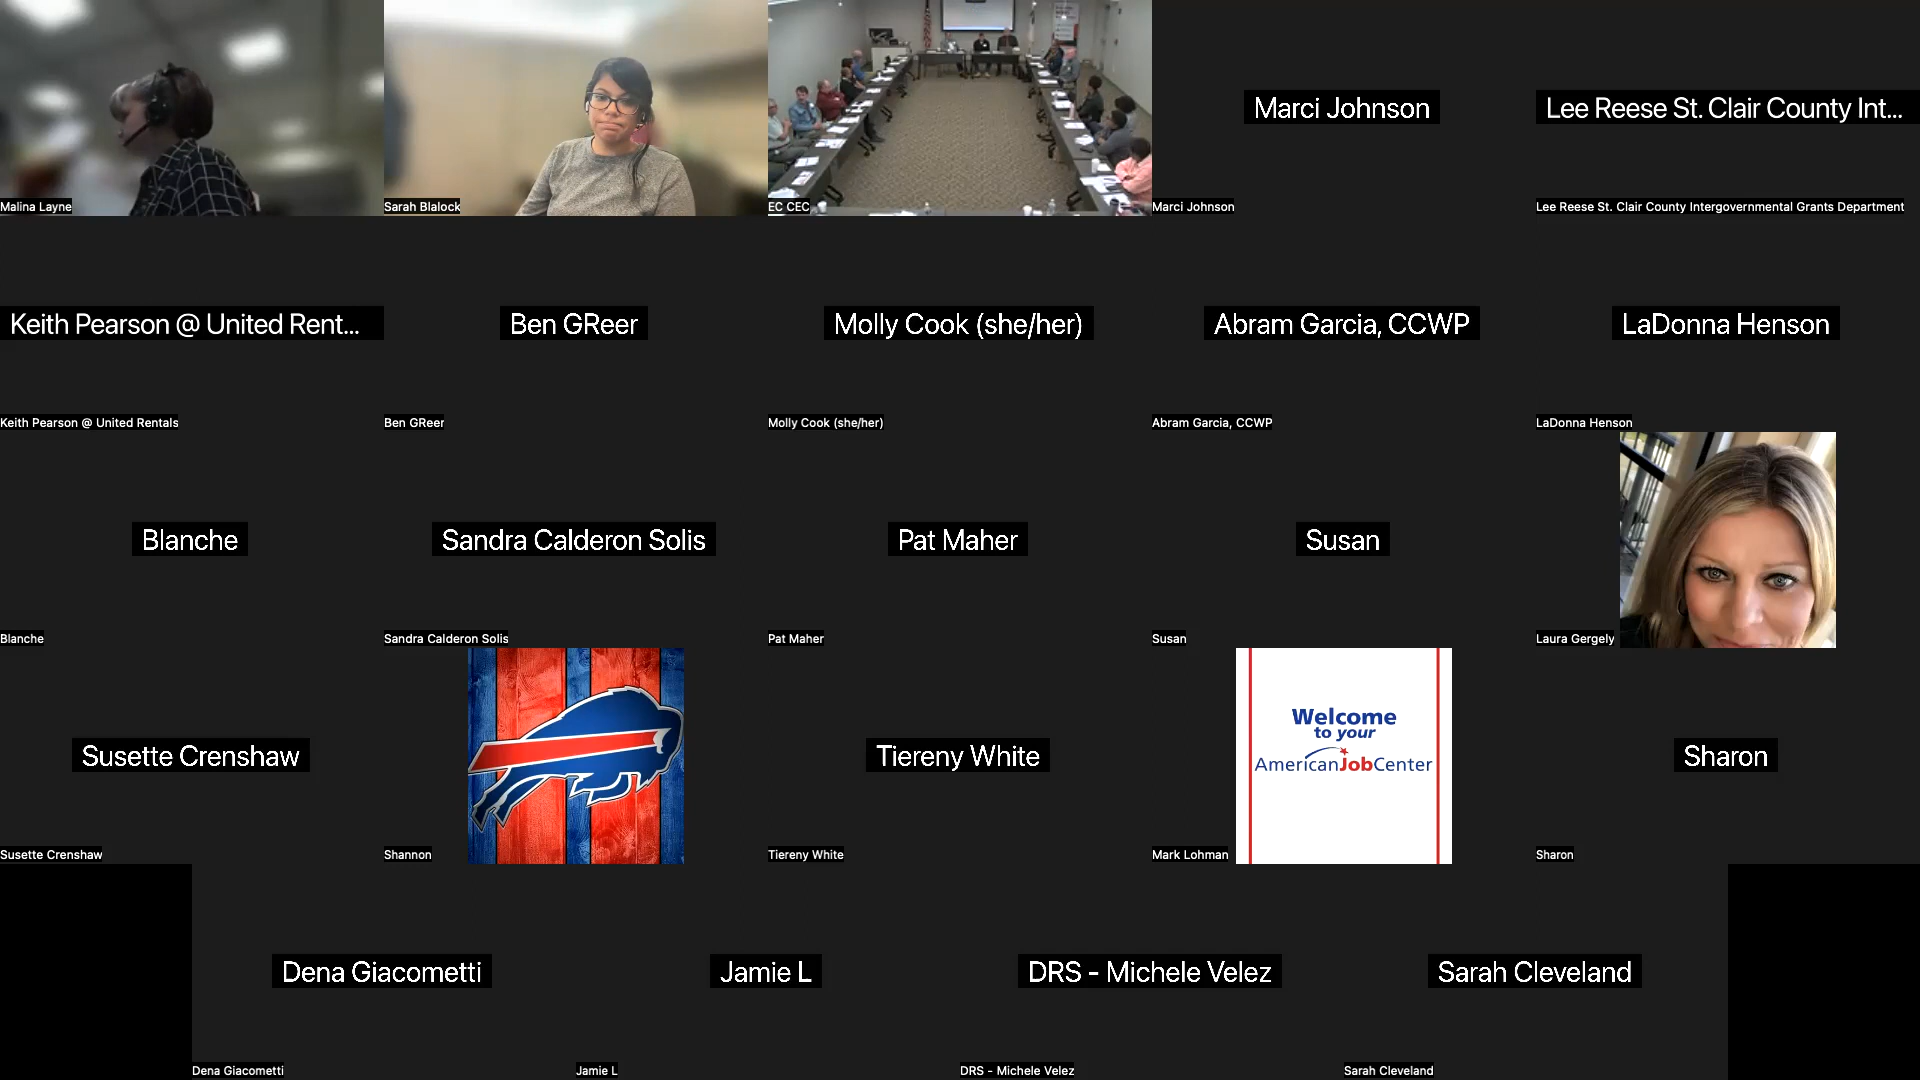 Malina Layne
Sarah Blalock
EC CEC
Marci Johnson
Marci Johnson
Lee Reese St. Clair County Int...
Lee Reese St. Clair County Intergovernmental Grants Department
Keith Pearson @ United Rent...
Keith Pearson @ United Rentals
Ben GReer
Ben GReer
Molly Cook (she/her)
Molly Cook (she/her)
Abram Garcia, CCWP
Abram Garcia, CCWP
LaDonna Henson
LaDonna Henson
Blanche
Blanche
Sandra Calderon Solis
Sandra Calderon Solis
Pat Maher
Pat Maher
Susan
Susan
Laura Gergely
Susette Crenshaw
Susette Crenshaw
Shannon
Tiereny White
Tiereny White
Welcome
to your
AmericanJobCenter
Mark Lohman
Sharon
Sharon
Dena Giacometti
Dena Giacometti
Jamie L
Jamie L
DRS - Michele Velez
DRS - Michele Velez
Sarah Cleveland
Sarah Cleveland